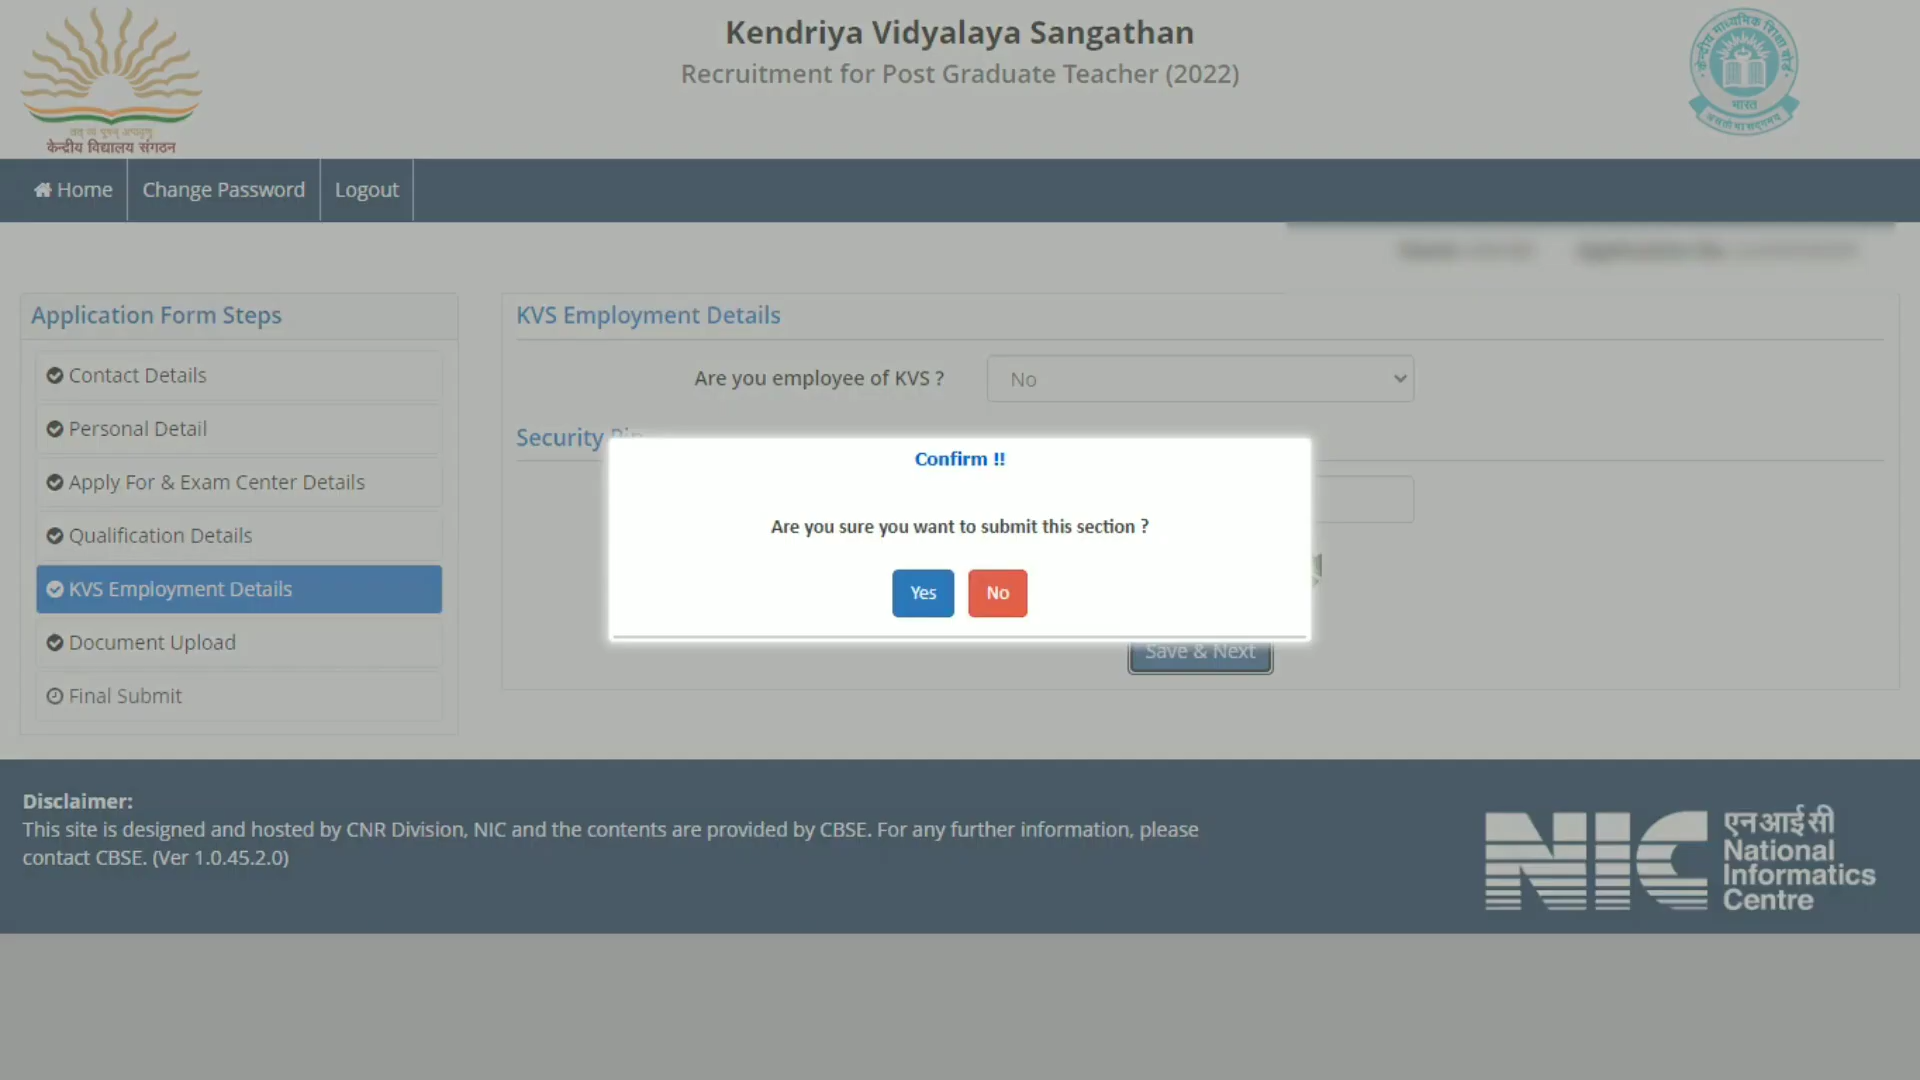 Kendriya Vidyalaya Sangathan
Recruitment for Post Graduate Teacher (2022)
केन्द्रीय विद्यालय संगठन
भारत
Home
Change Password
Logout
Application Form Steps
Contact Details
Personal Detail
Apply For & Exam Center Details
Qualification Details
KVS Employment Details
Document Upload
Final Submit
KVS Employment Details
Are you employee of KVS ?
No
Security
Confirm !!
Are you sure you want to submit this section ?
Yes
No
Save & Next
Disclaimer:
This site is designed and hosted by CNR Division, NIC and the contents are provided by CBSE. For any further information, please
contact CBSE. (Ver 1.0.45.2.0)
NIC
एन आई सी
National
Informatics
Centre